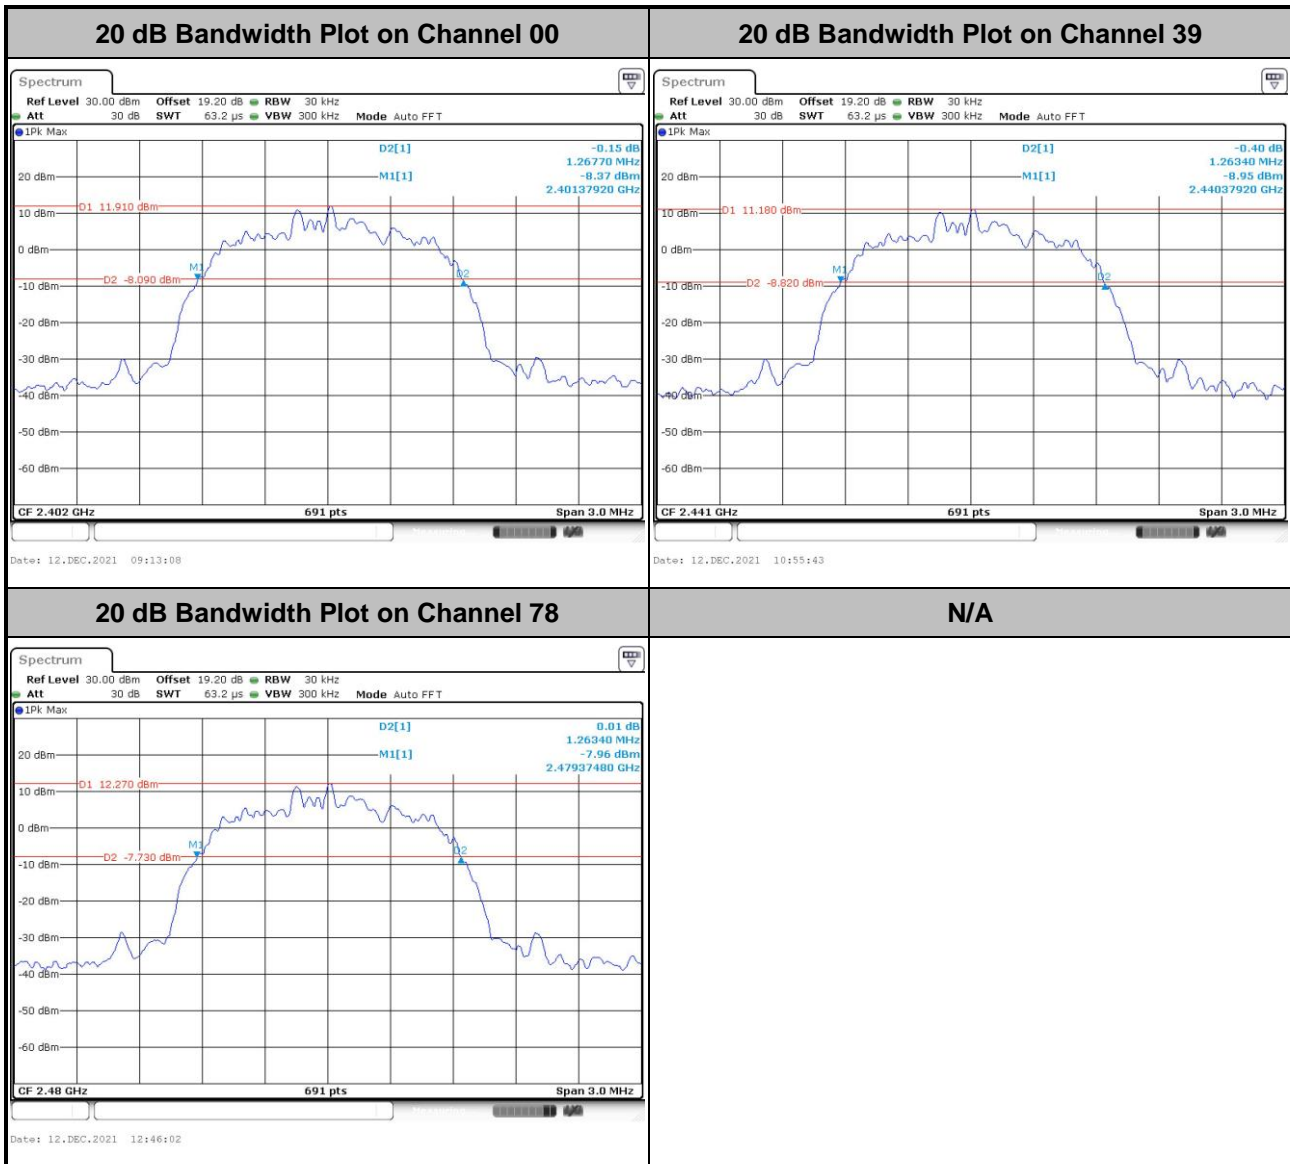 20 dB Bandwidth Plot on Channel 00
Spectrum
Ref Level 30.00 dBm Offset 19.20 dB RBW 30 kHz
Att 30 dB SWT 63.2 µs VBW 300 kHz Mode Auto FFT
1Pk Max
D2[1] -0.15 dB
1.26770 MHz
M1[1] -8.37 dBm
2.40137920 GHz
20 dBm
D1 11.910 dBm
10 dBm
0 dBm
M1
D2
D2 -8.090 dBm
-10 dBm
-20 dBm
-30 dBm
-40 dBm
-50 dBm
-60 dBm
CF 2.402 GHz 691 pts Span 3.0 MHz
Date: 12.DEC.2021 09:13:08
20 dB Bandwidth Plot on Channel 39
Spectrum
Ref Level 30.00 dBm Offset 19.20 dB RBW 30 kHz
Att 30 dB SWT 63.2 µs VBW 300 kHz Mode Auto FFT
1Pk Max
D2[1] -0.40 dB
1.26340 MHz
M1[1] -8.95 dBm
2.44037920 GHz
20 dBm
D1 11.180 dBm
10 dBm
0 dBm
M1
D2
D2 -8.820 dBm
-10 dBm
-20 dBm
-30 dBm
-40 dBm
-50 dBm
-60 dBm
CF 2.441 GHz 691 pts Span 3.0 MHz
Date: 12.DEC.2021 10:55:43
20 dB Bandwidth Plot on Channel 78
Spectrum
Ref Level 30.00 dBm Offset 19.20 dB RBW 30 kHz
Att 30 dB SWT 63.2 µs VBW 300 kHz Mode Auto FFT
1Pk Max
D2[1] 0.01 dB
1.26340 MHz
M1[1] -7.96 dBm
2.47937480 GHz
20 dBm
D1 12.270 dBm
10 dBm
0 dBm
M1
D2
D2 -7.730 dBm
-10 dBm
-20 dBm
-30 dBm
-40 dBm
-50 dBm
-60 dBm
CF 2.48 GHz 691 pts Span 3.0 MHz
Date: 12.DEC.2021 12:46:02
N/A